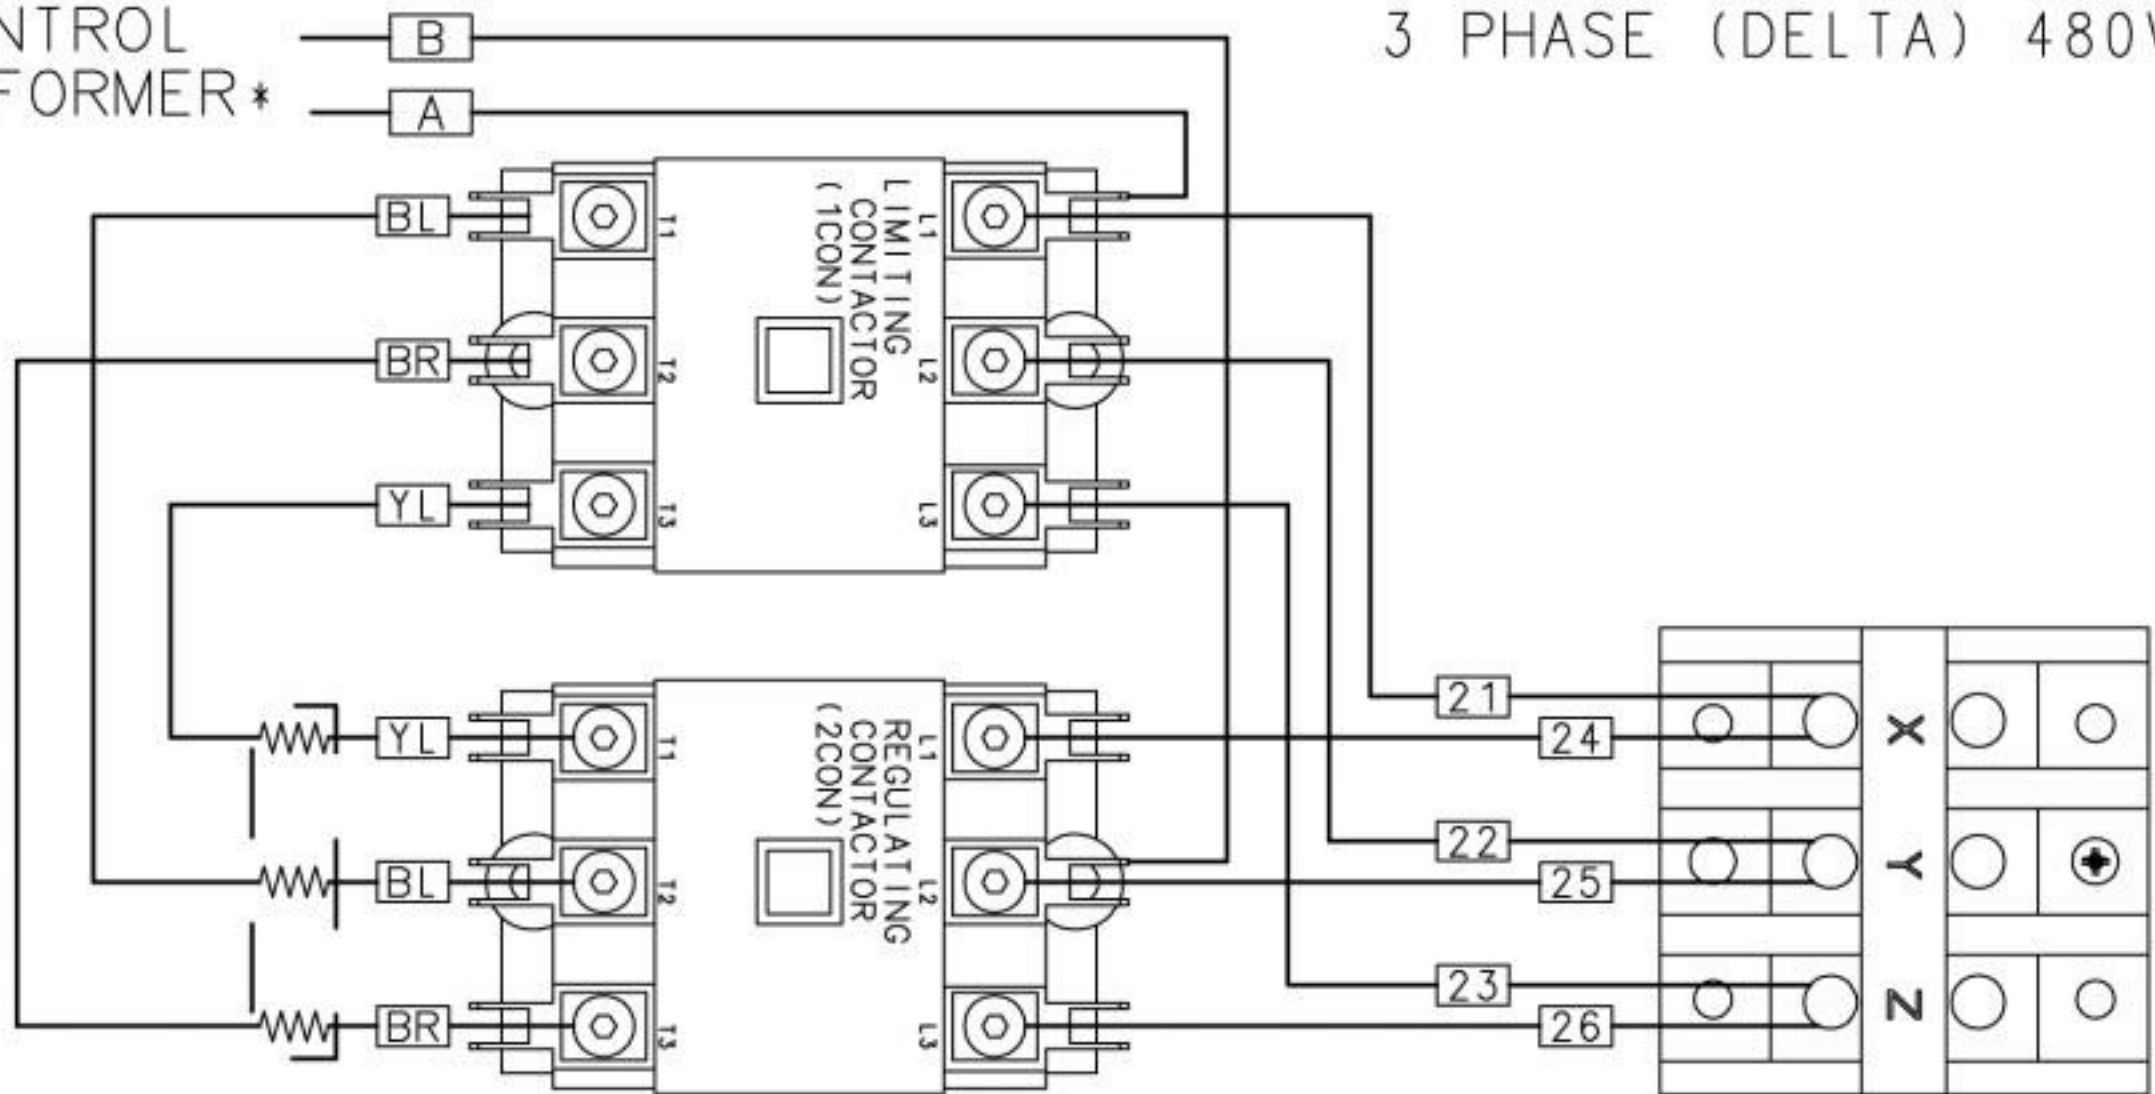 NTROL
FORMER*
B
A
3 PHASE (DELTA) 480V
BL
BR
YL
T1
T2
T3
LIMITING
CONTACTOR
(1CON)
L1
L2
L3
YL
BL
BR
T1
T2
T3
REGULATING
CONTACTOR
(2CON)
L1
L2
L3
21
24
22
25
23
26
X
Y
Z